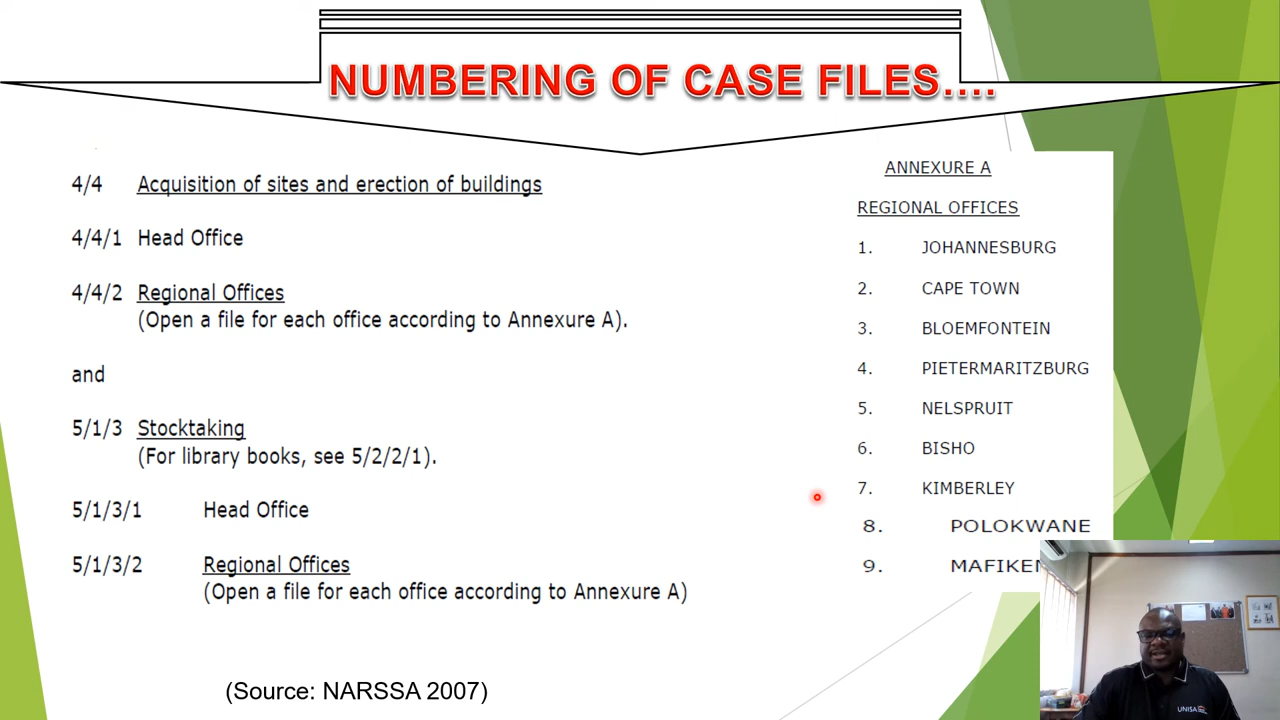 NUMBERING OF CASE FILES....
4/4 Acquisition of sites and erection of buildings
4/4/1 Head Office
4/4/2 Regional Offices
(Open a file for each office according to Annexure A).
and
5/1/3 Stocktaking
(For library books, see 5/2/2/1).
5/1/3/1 Head Office
5/1/3/2 Regional Offices
(Open a file for each office according to Annexure A)
(Source: NARSSA 2007)
ANNEXURE A
REGIONAL OFFICES
1. JOHANNESBURG
2. CAPE TOWN
3. BLOEMFONTEIN
4. PIETERMARITZBURG
5. NELSPRUIT
6. BISHO
7. KIMBERLEY
8. POLOKWANE
9. MAFIKEN
UNISA